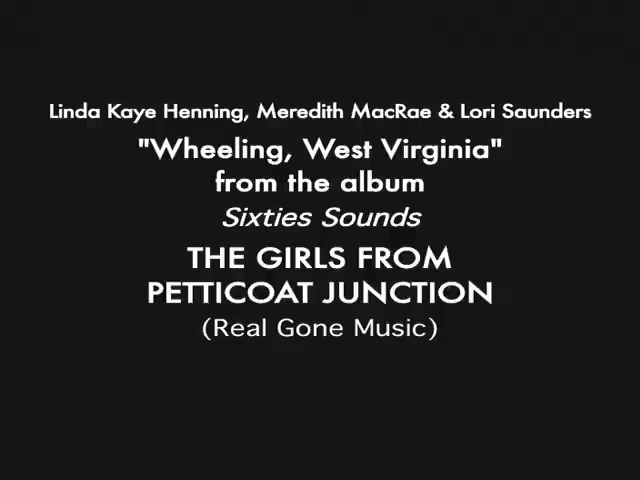 Linda Kaye Henning, Meredith MacRae & Lori Saunders
"Wheeling, West Virginia"
from the album
Sixties Sounds
THE GIRLS FROM
PETTICOAT JUNCTION
(Real Gone Music)